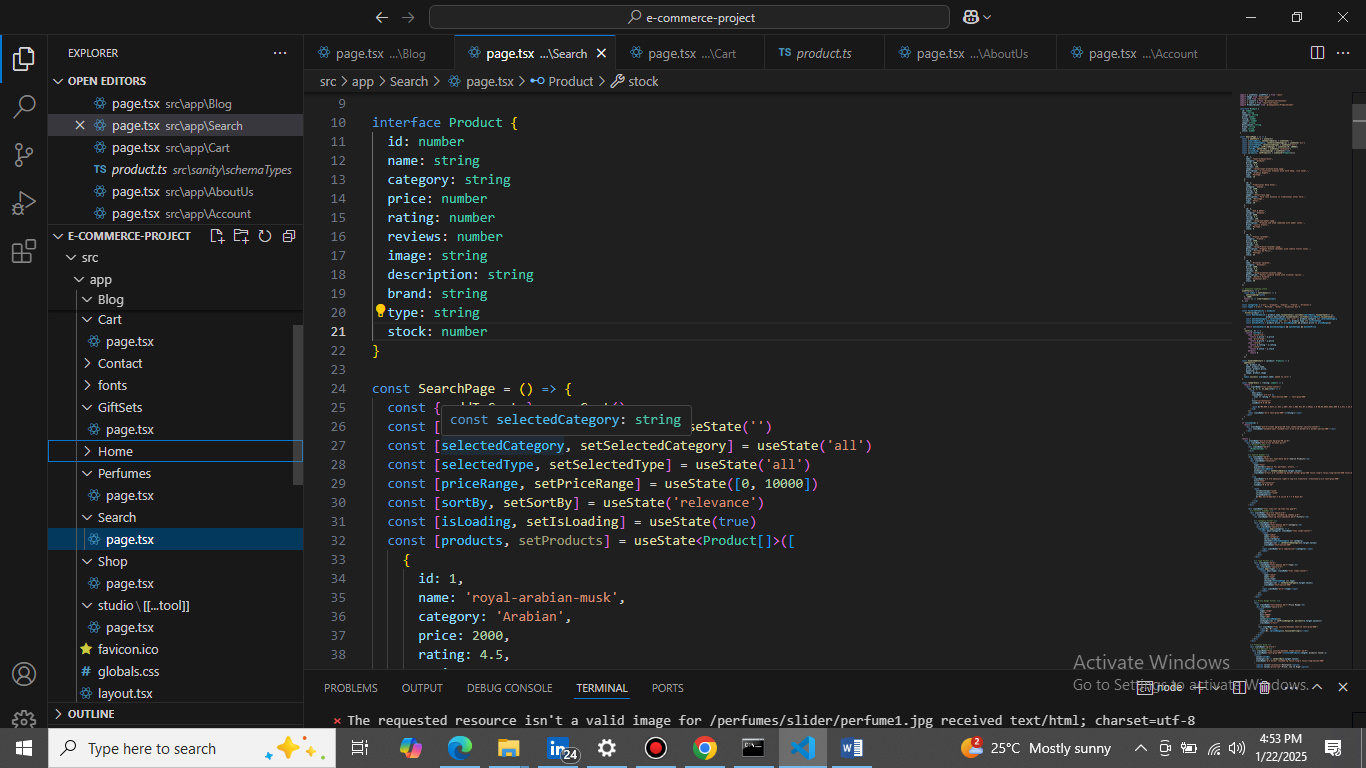 e-commerce-project
EXPLORER
OPEN EDITORS
page.tsx src\app\Blog
page.tsx src\app\Search
page.tsx src\app\Cart
TS product.ts src\sanity\schemaTypes
page.tsx src\app\AboutUs
page.tsx src\app\Account
E-COMMERCE-PROJECT
src
app
Blog
Cart
page.tsx
Contact
fonts
GiftSets
page.tsx
Home
Perfumes
page.tsx
Search
page.tsx
Shop
page.tsx
studio\[[...tool]]
page.tsx
favicon.ico
# globals.css
layout.tsx
OUTLINE
page.tsx ...\Blog
page.tsx ...\Search
page.tsx ...\Cart
TS product.ts
page.tsx ...\AboutUs
page.tsx ...\Account
src > app > Search > page.tsx > Product > stock
9
10 interface Product {
11 id: number
12 name: string
13 category: string
14 price: number
15 rating: number
16 reviews: number
17 image: string
18 description: string
19 brand: string
20 type: string
21 stock: number
22 }
23
24 const SearchPage = () => {
25 const {
const selectedCategory: string
26 const [ useState('')
27 const [selectedCategory, setSelectedCategory] = useState('all')
28 const [selectedType, setSelectedType] = useState('all')
29 const [priceRange, setPriceRange] = useState([0, 10000])
30 const [sortBy, setSortBy] = useState('relevance')
31 const [isLoading, setIsLoading] = useState(true)
32 const [products, setProducts] = useState<Product[]>([
33 {
34 id: 1,
35 name: 'royal-arabian-musk',
36 category: 'Arabian',
37 price: 2000,
38 rating: 4.5,
Activate Windows
Go to Settings to activate Windows.
PROBLEMS OUTPUT DEBUG CONSOLE TERMINAL PORTS
node
× The requested resource isn't a valid image for /perfumes/slider/perfume1.jpg received text/html; charset=utf-8
Type here to search
24
2
25°C Mostly sunny
4:53 PM
1/22/2025